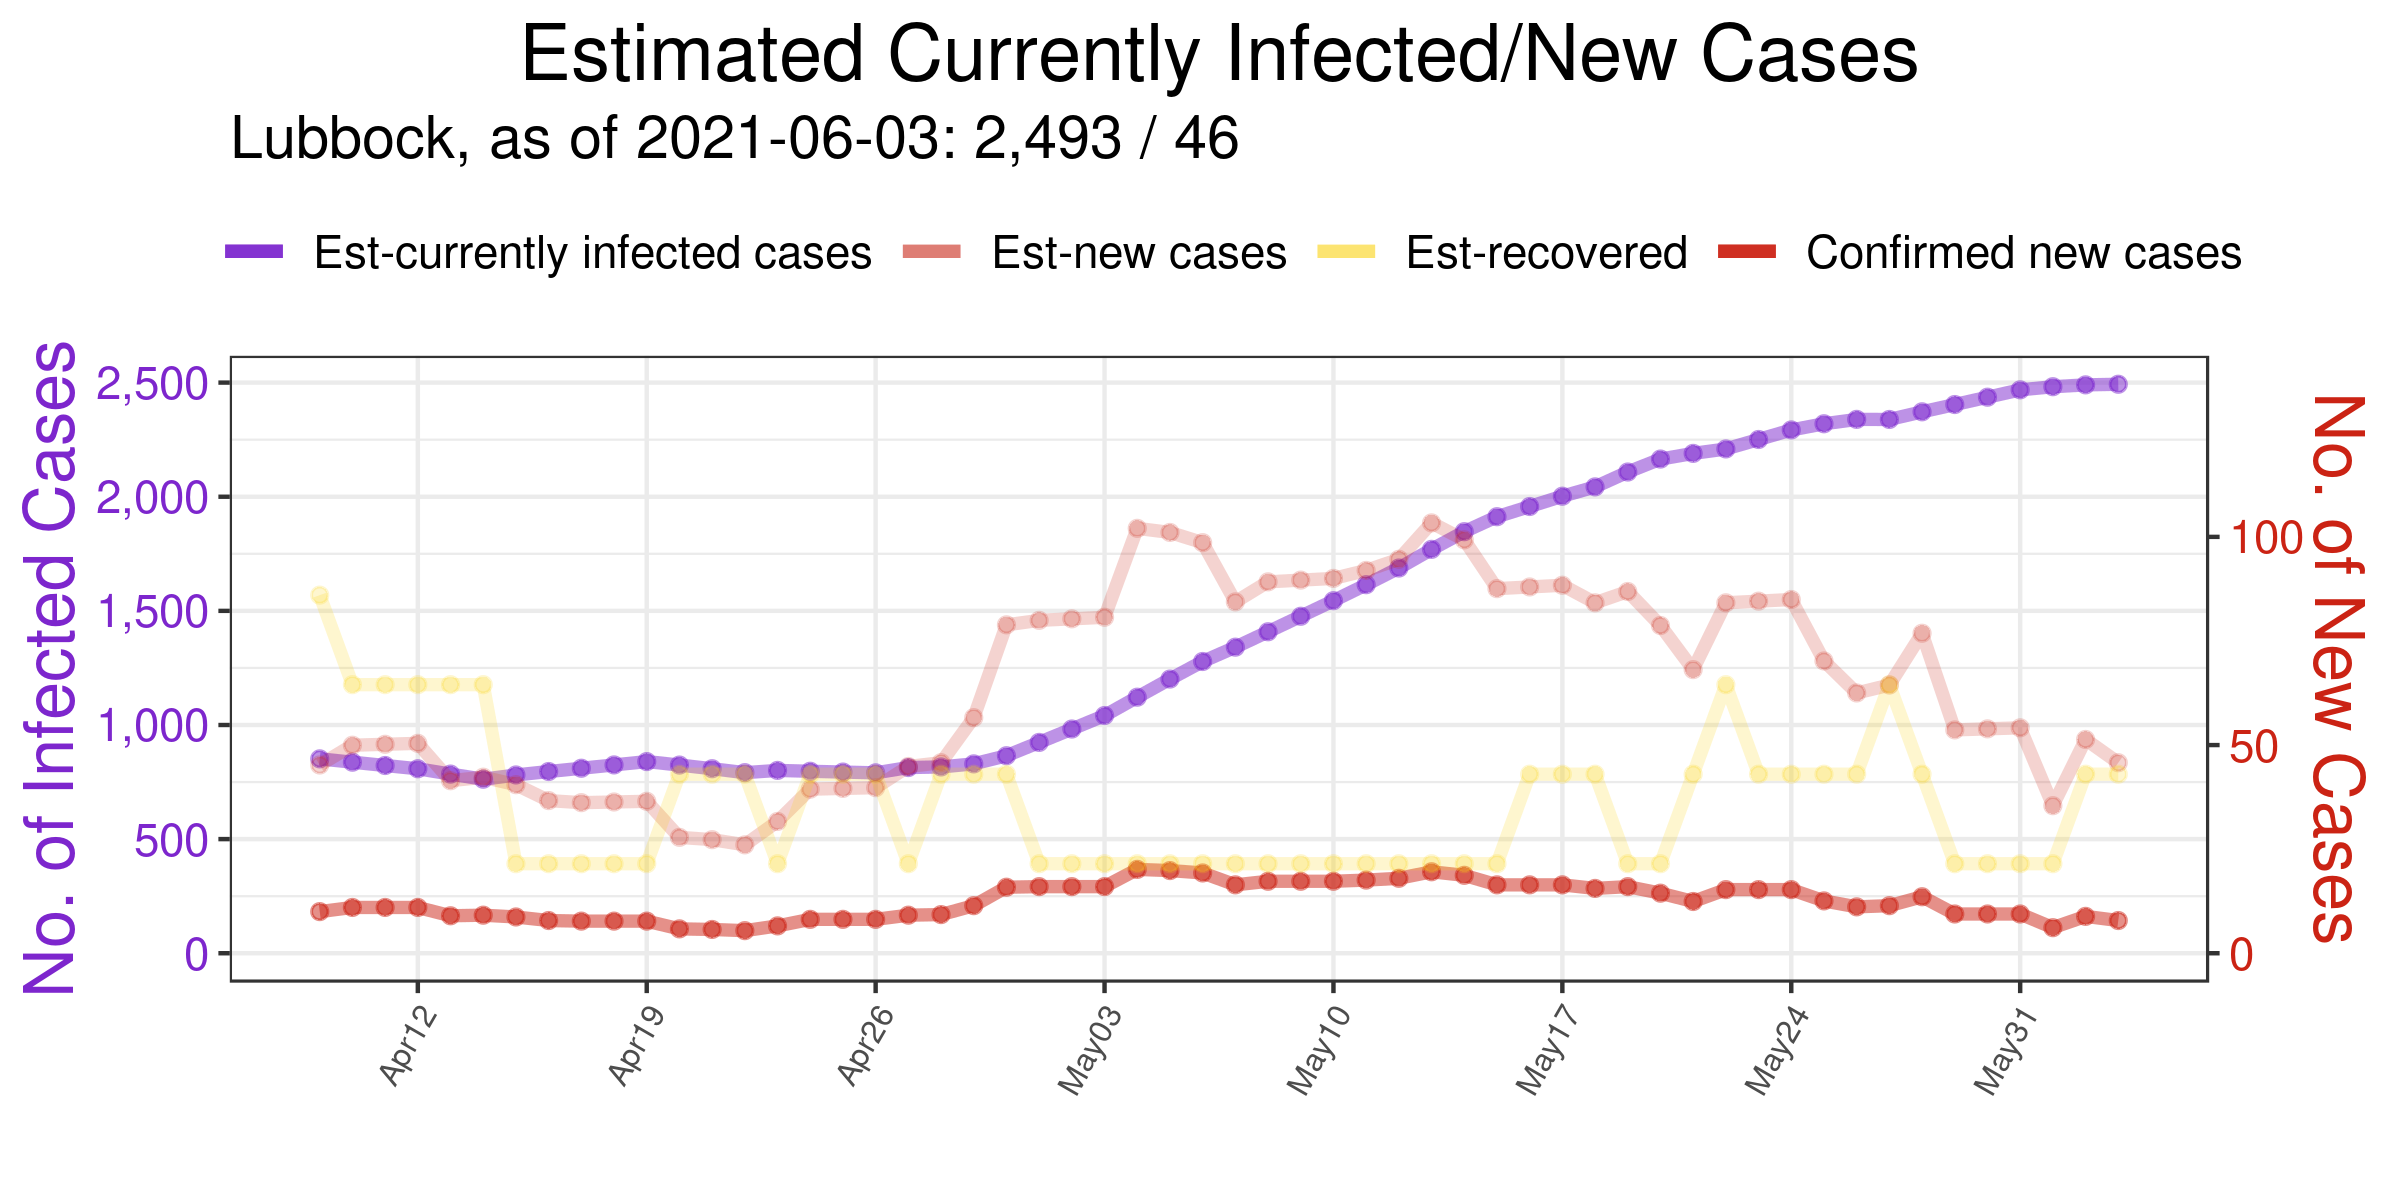 Estimated Currently Infected/New Cases
Lubbock, as of 2021-06-03: 2,493 / 46
Est-currently infected cases Est-new cases Est-recovered Confirmed new cases
No. of Infected Cases
2,500
2,000
1,500
1,000
500
0
100
50
0
No. of New Cases
Apr12 Apr19 Apr26 May03 May10 May17 May24 May31